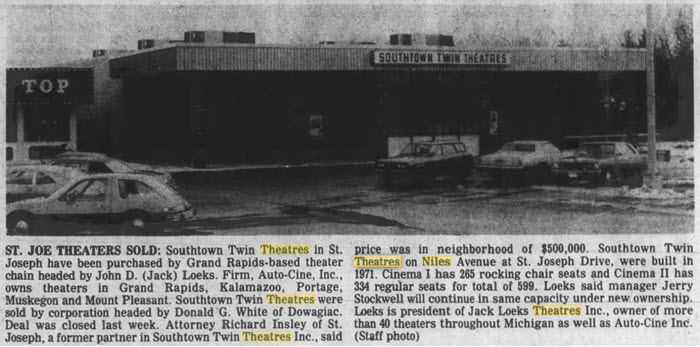 TOP
SOUTHTOWN TWIN THEATRES
ST. JOE THEATERS SOLD: Southtown Twin Theatres in St.
Joseph have been purchased by Grand Rapids-based theater
chain headed by John D. (Jack) Loeks. Firm, Auto-Cine, Inc.,
owns theaters in Grand Rapids, Kalamazoo, Portage,
Muskegon and Mount Pleasant. Southtown Twin Theatres were
sold by corporation headed by Donald G. White of Dowagiac.
Deal was closed last week. Attorney Richard Insley of St.
Joseph, a former partner in Southtown Twin Theatres Inc., said
price was in neighborhood of $500,000. Southtown Twin
Theatres on Niles Avenue at St. Joseph Drive, were built in
1971. Cinema I has 265 rocking chair seats and Cinema II has
334 regular seats for total of 599. Loeks said manager Jerry
Stockwell will continue in same capacity under new ownership.
Loeks is president of Jack Loeks Theatres Inc., owner of more
than 40 theaters throughout Michigan as well as Auto-Cine Inc.
(Staff photo)